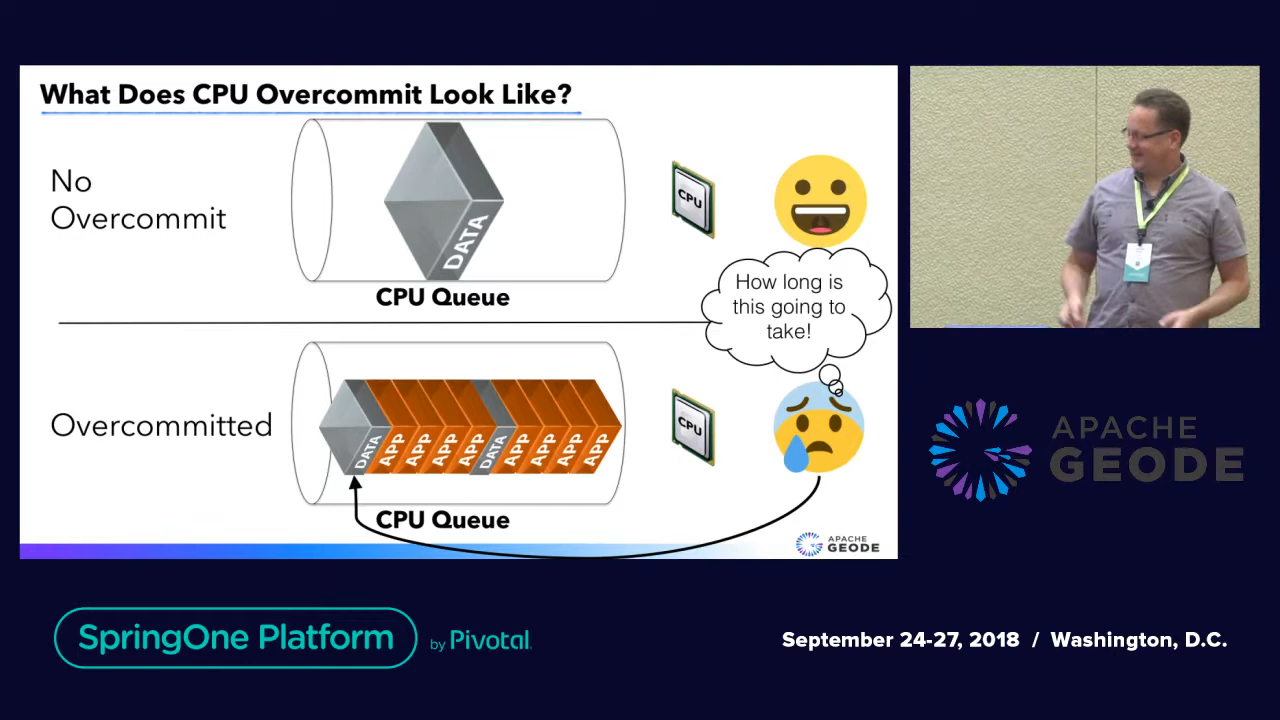 What Does CPU Overcommit Look Like?
No
Overcommit
DATA
CPU
CPU Queue
How long is
this going to
take!
Overcommitted
DATA
APP
APP
APP
APP
DATA
APP
APP
APP
APP
CPU
CPU Queue
APACHE
GEODE
APACHE
GEODE
SpringOne Platform
by Pivotal.
September 24-27, 2018 / Washington, D.C.